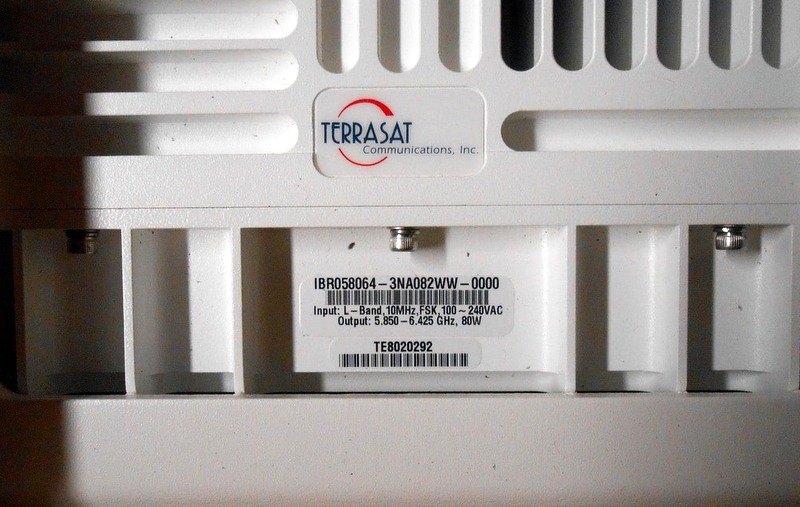 TERRASAT
Communications, Inc.
IBR058064-3NA082WW-0000
Input: L-Band,10MHz,FSK,100~240VAC
Output: 5.850-6.425 GHz, 80W
TE8020292